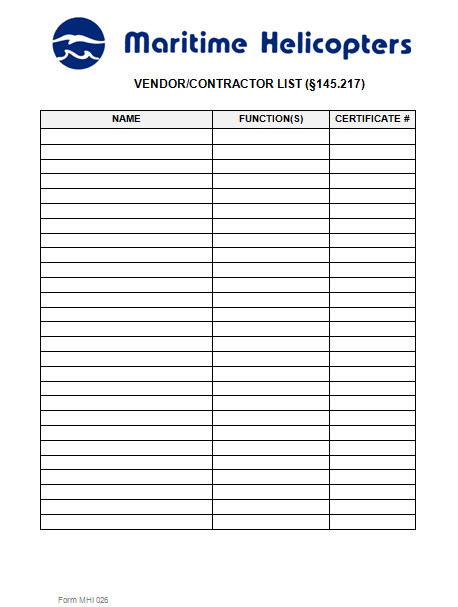 Maritime Helicopters
VENDOR/CONTRACTOR LIST (§145.217)
NAME FUNCTION(S) CERTIFICATE #
Form MHI 026